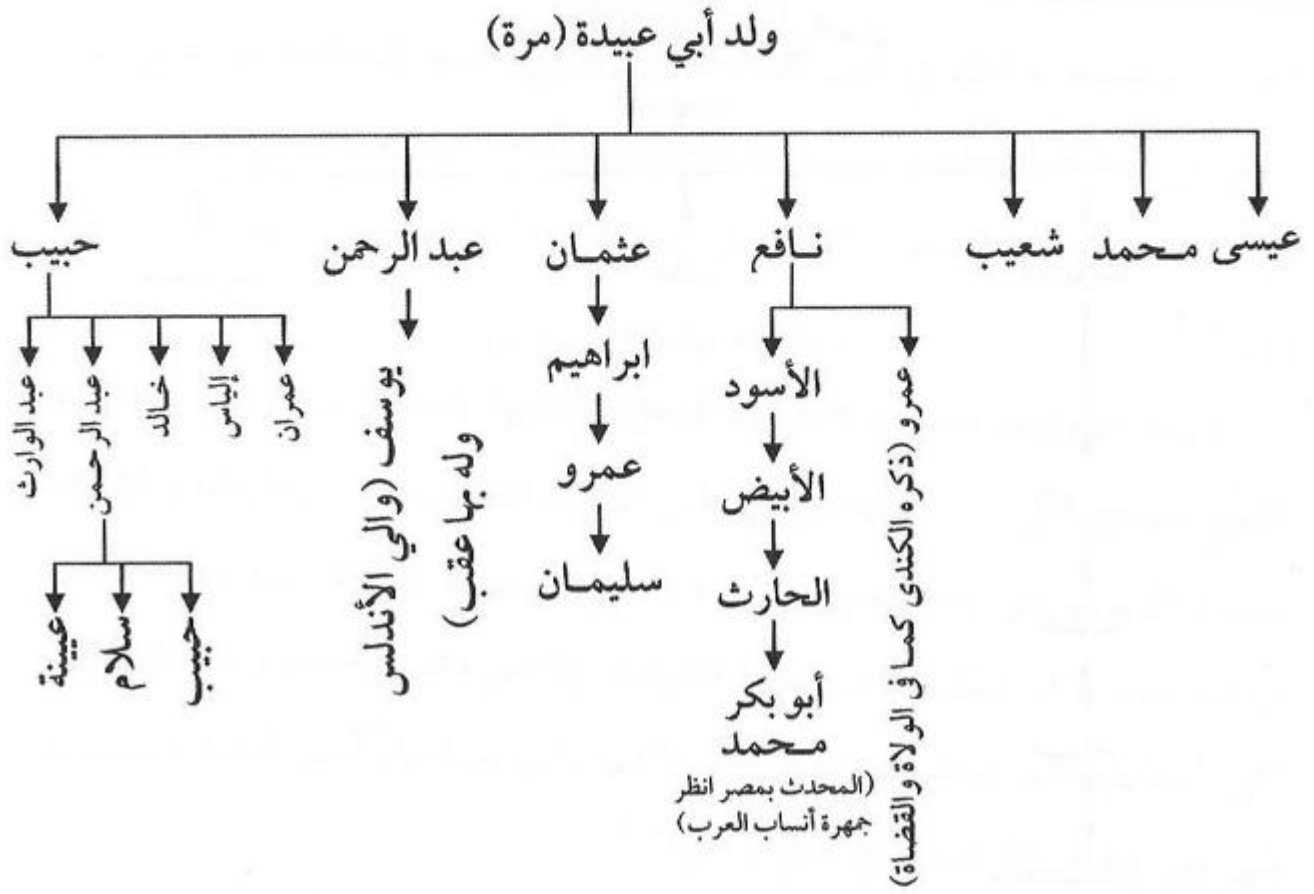 ولد أبي عبيدة (مرة)
عيسى محمد شعيب نافع عثمان عبد الرحمن حبيب
عمرو (ذكره الكندى كما فى الولاة والقضاة)
الأسود
الأبيض
الحارث
أبو بكر
محمد
(المحدث بمصر انظر
جمهرة أنساب العرب)
ابراهيم
عمرو
سليمان
يوسف (والي الأندلس
وله بها عقب)
عمران
إلياس
خالد
عبد الرحمن
عبد الوارث
حبيب
سلام
عيينة